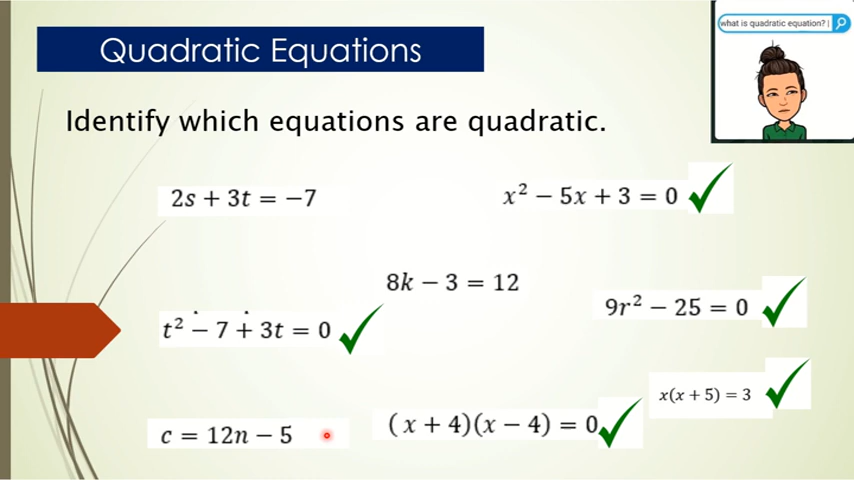 what is quadratic equation?
Quadratic Equations
Identify which equations are quadratic.
2s + 3t = −7
x² − 5x + 3 = 0
8k − 3 = 12
9r² − 25 = 0
t² − 7 + 3t = 0
x(x + 5) = 3
c = 12n − 5
( x + 4)(x − 4) = 0